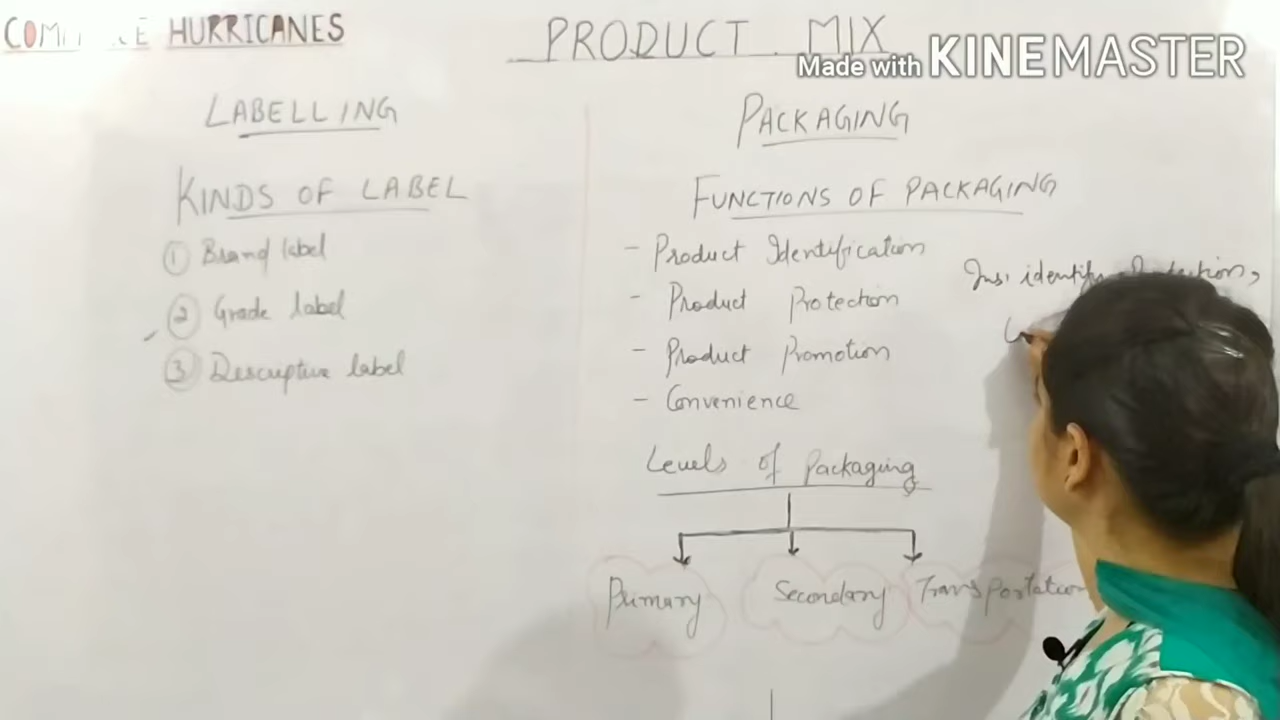 HURRICANES
PRODUCT MIX
Made with KINEMASTER
LABELLING
KINDS OF LABEL
1 Brand label
2 Grade label
3 Descriptive label
PACKAGING
FUNCTIONS OF PACKAGING
- Product Identification
- Product Protection
- Product Promotion
- Convenience
identify
Levels of Packaging
Primary
Secondary
Transportation